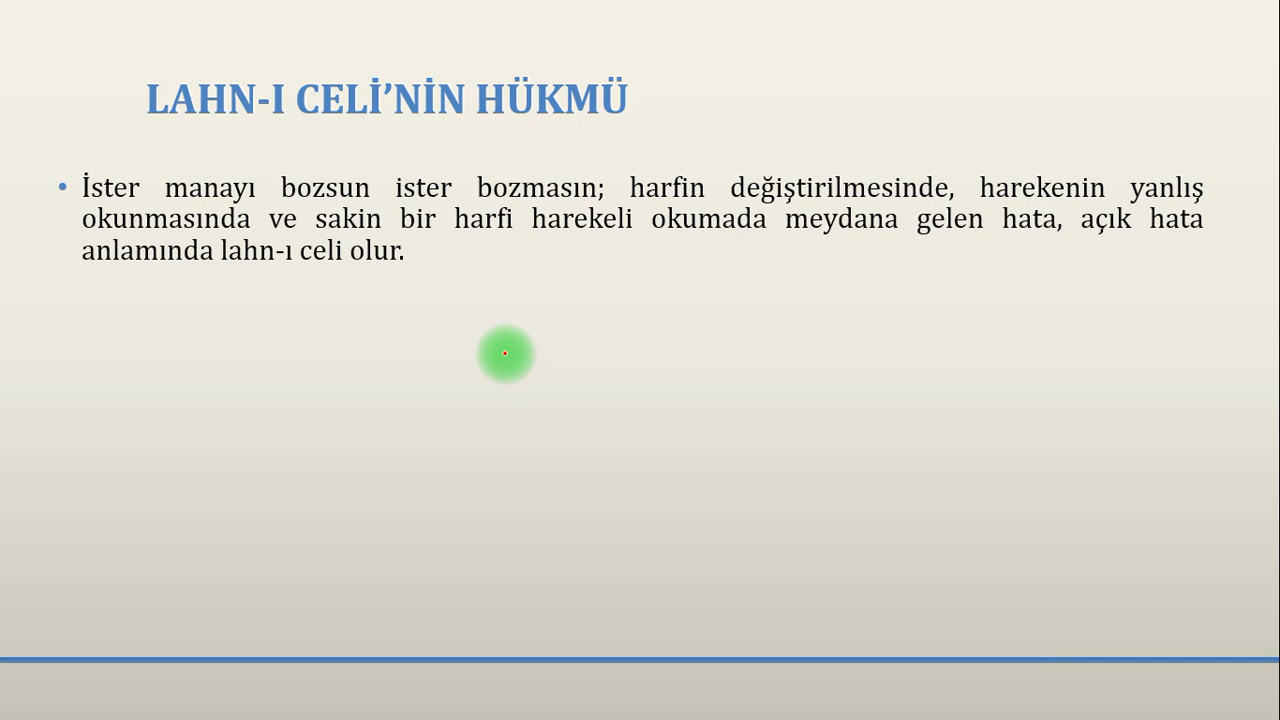 LAHN-I CELİ’NİN HÜKMÜ
• İster manayı bozsun ister bozmasın; harfin değiştirilmesinde, harekenin yanlış
okunmasında ve sakin bir harfi harekeli okumada meydana gelen hata, açık hata
anlamında lahn-ı celi olur.